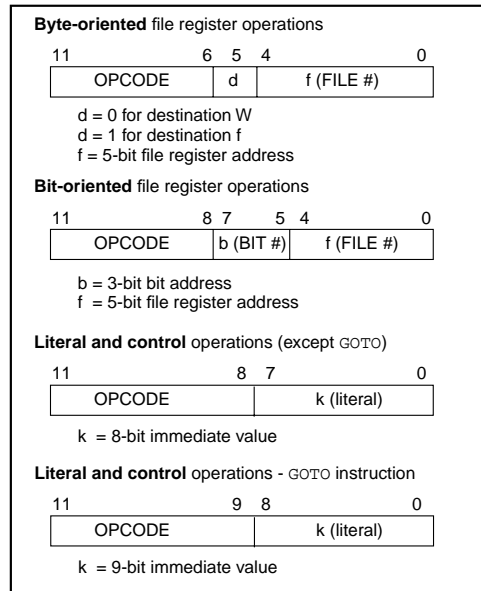 Byte-oriented file register operations
11 6 5 4 0
OPCODE d f (FILE #)
d = 0 for destination W
d = 1 for destination f
f = 5-bit file register address
Bit-oriented file register operations
11 8 7 5 4 0
OPCODE b (BIT #) f (FILE #)
b = 3-bit bit address
f = 5-bit file register address
Literal and control operations (except GOTO)
11 8 7 0
OPCODE k (literal)
k = 8-bit immediate value
Literal and control operations - GOTO instruction
11 9 8 0
OPCODE k (literal)
k = 9-bit immediate value